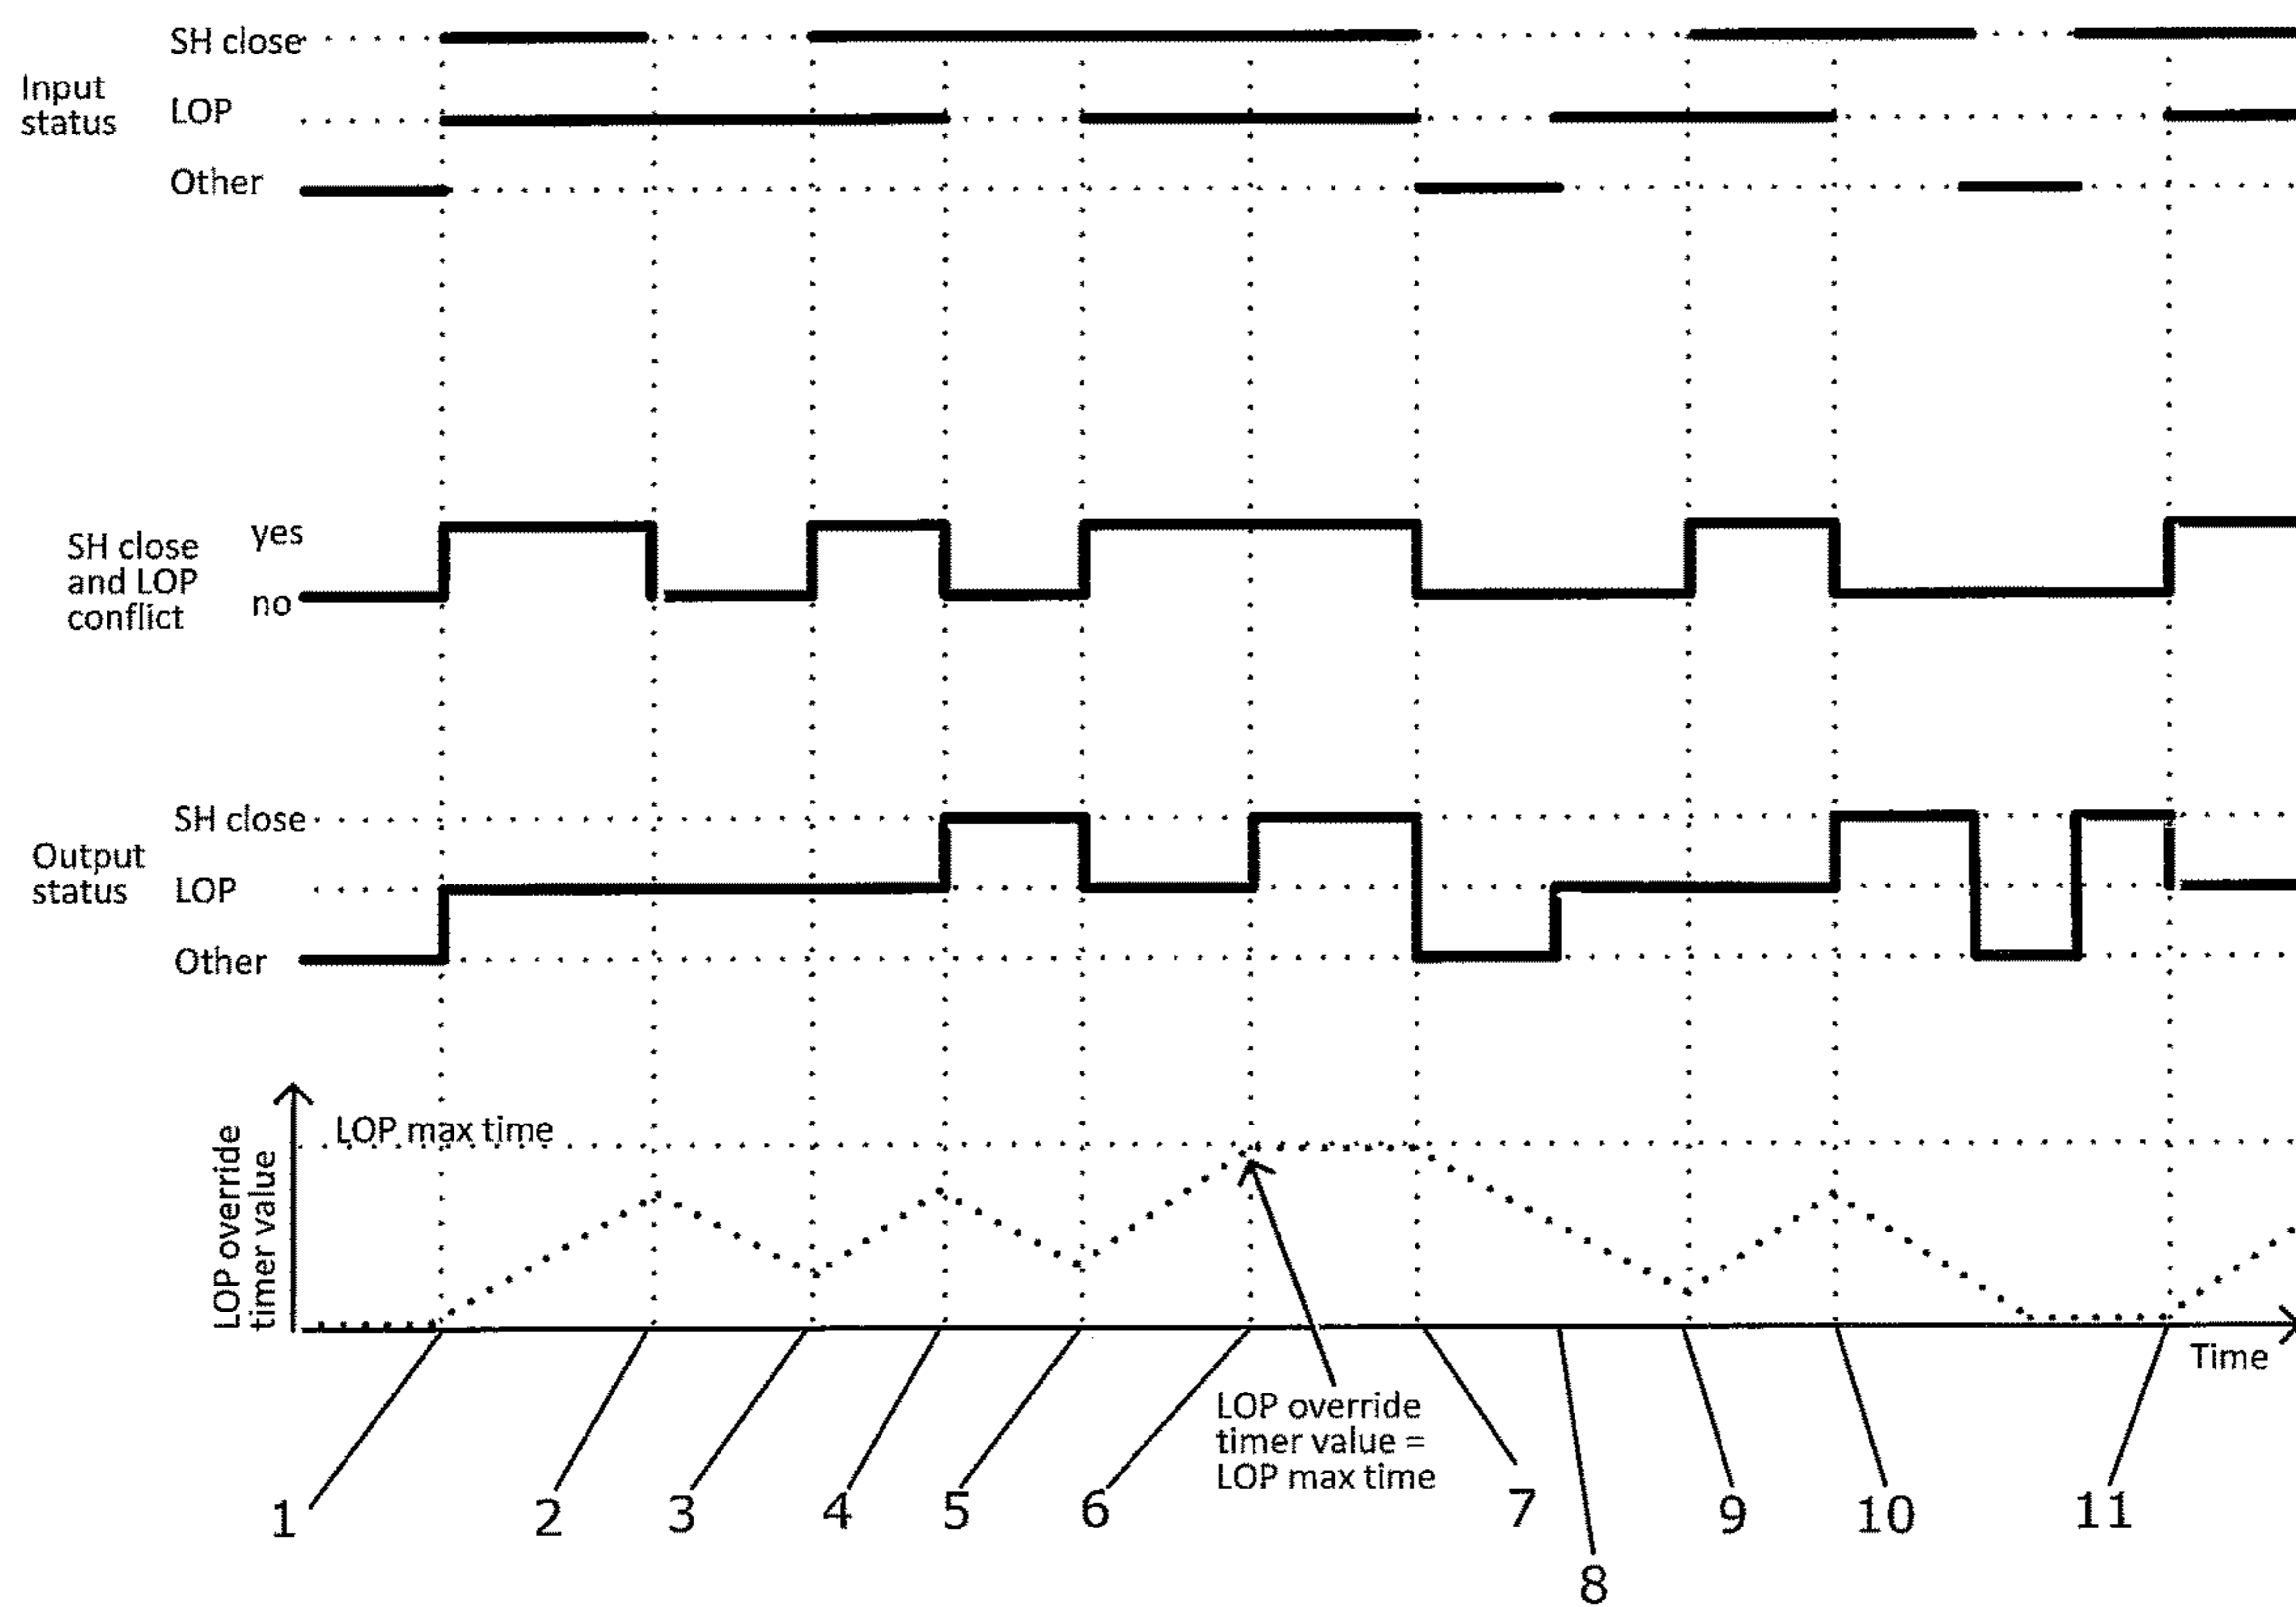 SH close
Input
status
LOP
Other
SH close
and LOP
conflict
yes
no
SH close
Output
status
LOP
Other
LOP override
timer value
LOP max time
Time
LOP override
timer value =
LOP max time
1
2
3
4
5
6
7
8
9
10
11